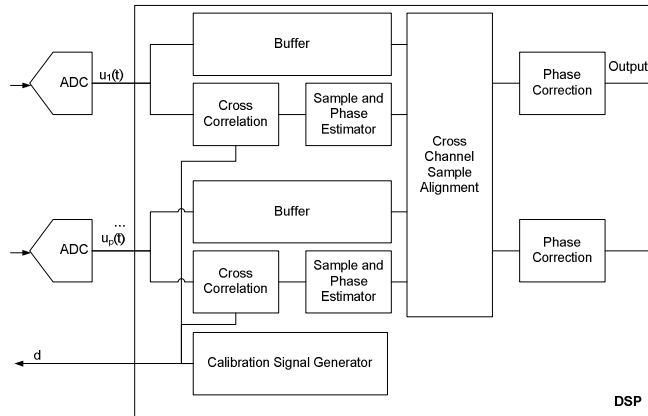 Buffer
ADC
u1(t)
Cross
Correlation
Sample and
Phase
Estimator
Cross
Channel
Sample
Alignment
Phase
Correction
Output
...
ADC
up(t)
Buffer
Cross
Correlation
Sample and
Phase
Estimator
Phase
Correction
d
Calibration Signal Generator
DSP